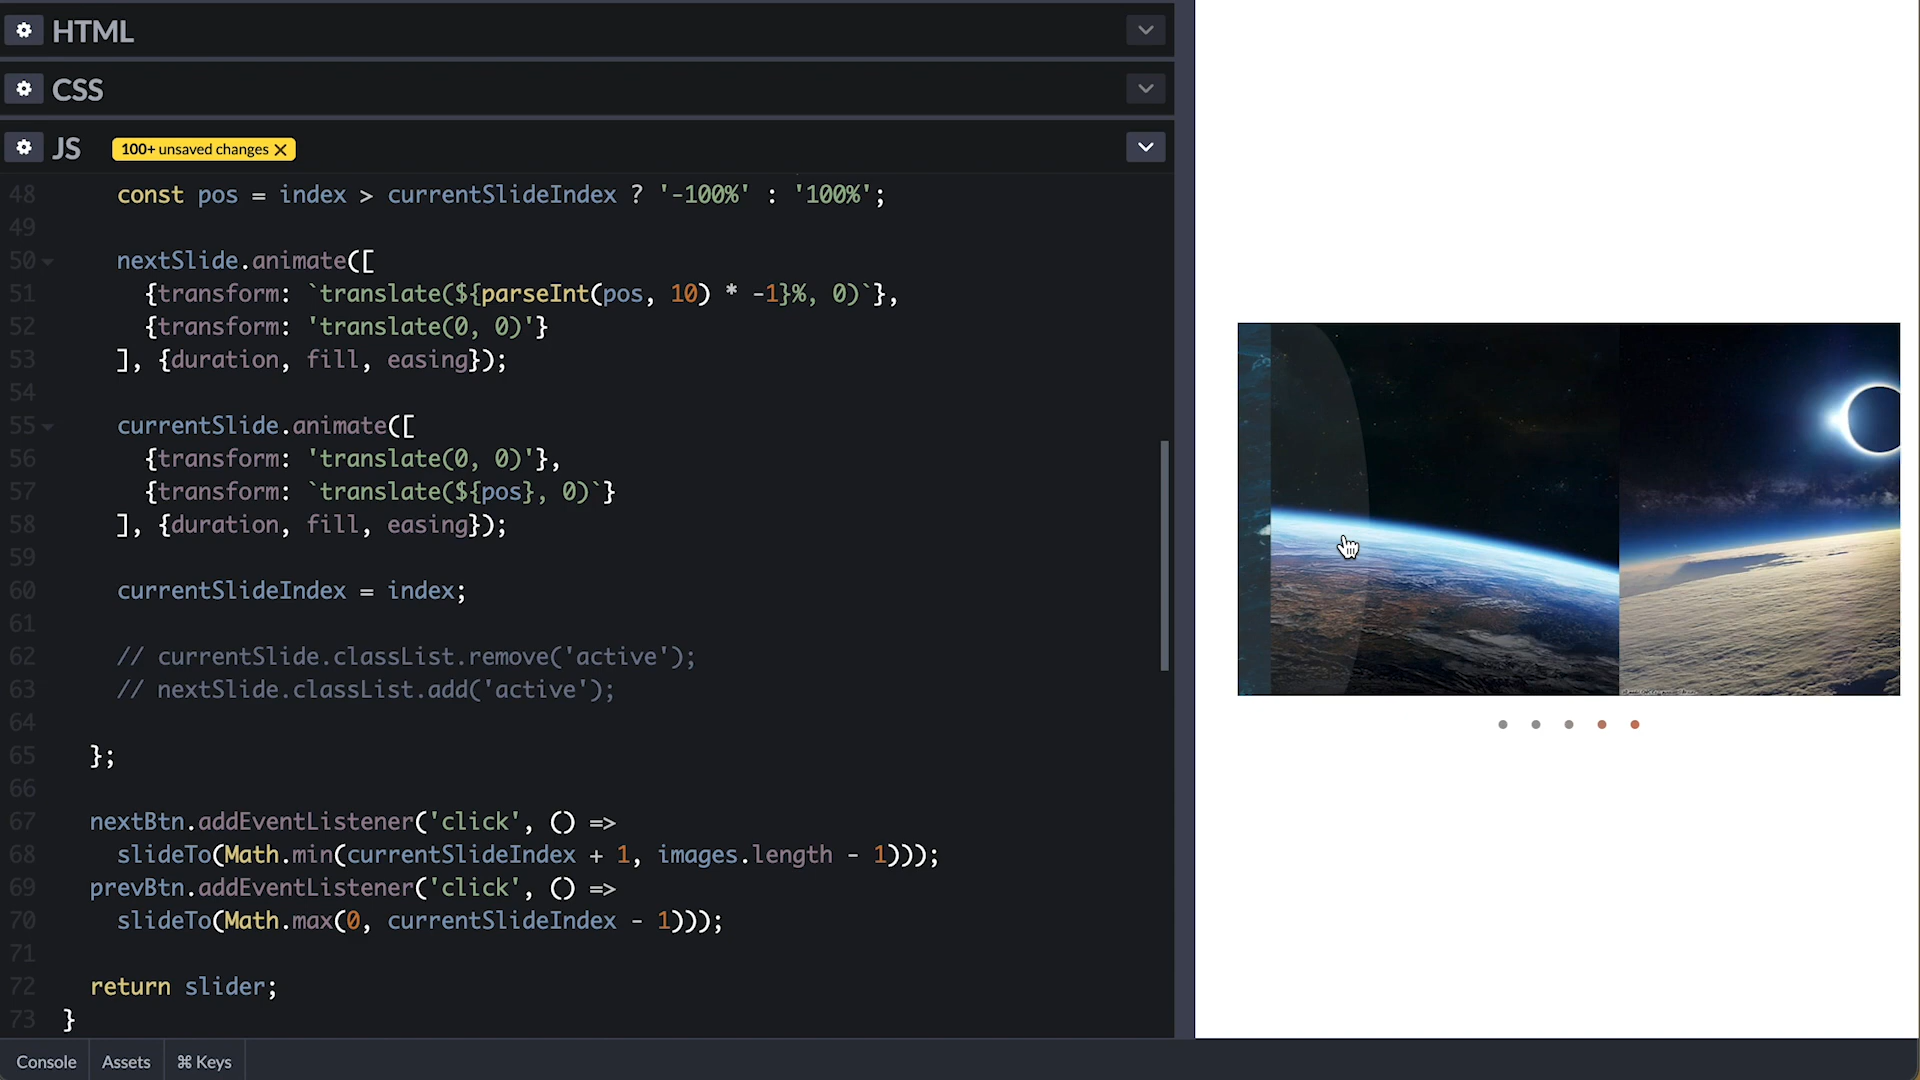 HTML
CSS
JS 100+ unsaved changes
48 const pos = index > currentSlideIndex ? '-100%' : '100%';
49
50 nextSlide.animate([
51 {transform: `translate(${parseInt(pos, 10) * -1}%, 0)`},
52 {transform: 'translate(0, 0)'}
53 ], {duration, fill, easing});
54
55 currentSlide.animate([
56 {transform: 'translate(0, 0)'},
57 {transform: `translate(${pos}, 0)`}
58 ], {duration, fill, easing});
59
60 currentSlideIndex = index;
61
62 // currentSlide.classList.remove('active');
63 // nextSlide.classList.add('active');
64
65 };
66
67 nextBtn.addEventListener('click', () =>
68 slideTo(Math.min(currentSlideIndex + 1, images.length - 1)));
69 prevBtn.addEventListener('click', () =>
70 slideTo(Math.max(0, currentSlideIndex - 1)));
71
72 return slider;
73 }
Console Assets ⌘ Keys